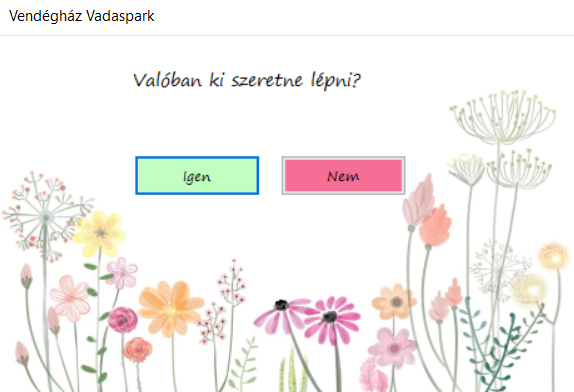 Vendégház Vadaspark
Valóban ki szeretne lépni?
Igen
Nem